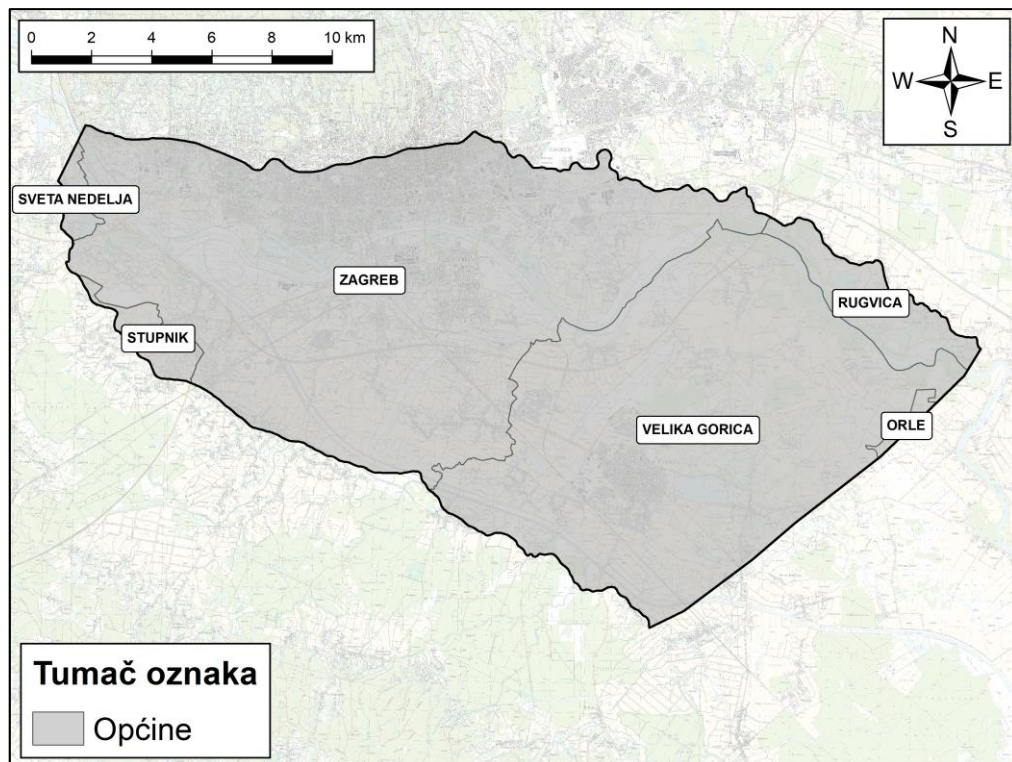 0 2 4 6 8 10 km
N
W E
S
SVETA NEDELJA
ZAGREB
RUGVICA
STUPNIK
VELIKA GORICA
ORLE
Tumač oznaka
Općine